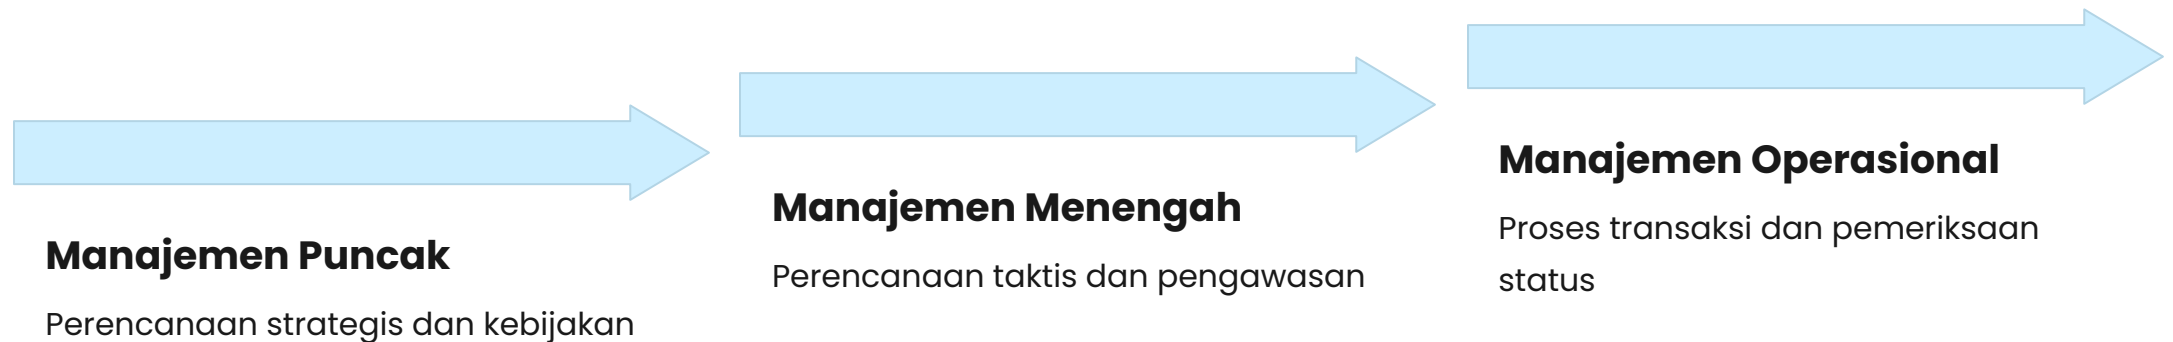 Manajemen Puncak
Perencanaan strategis dan kebijakan
Manajemen Menengah
Perencanaan taktis dan pengawasan
Manajemen Operasional
Proses transaksi dan pemeriksaan
status